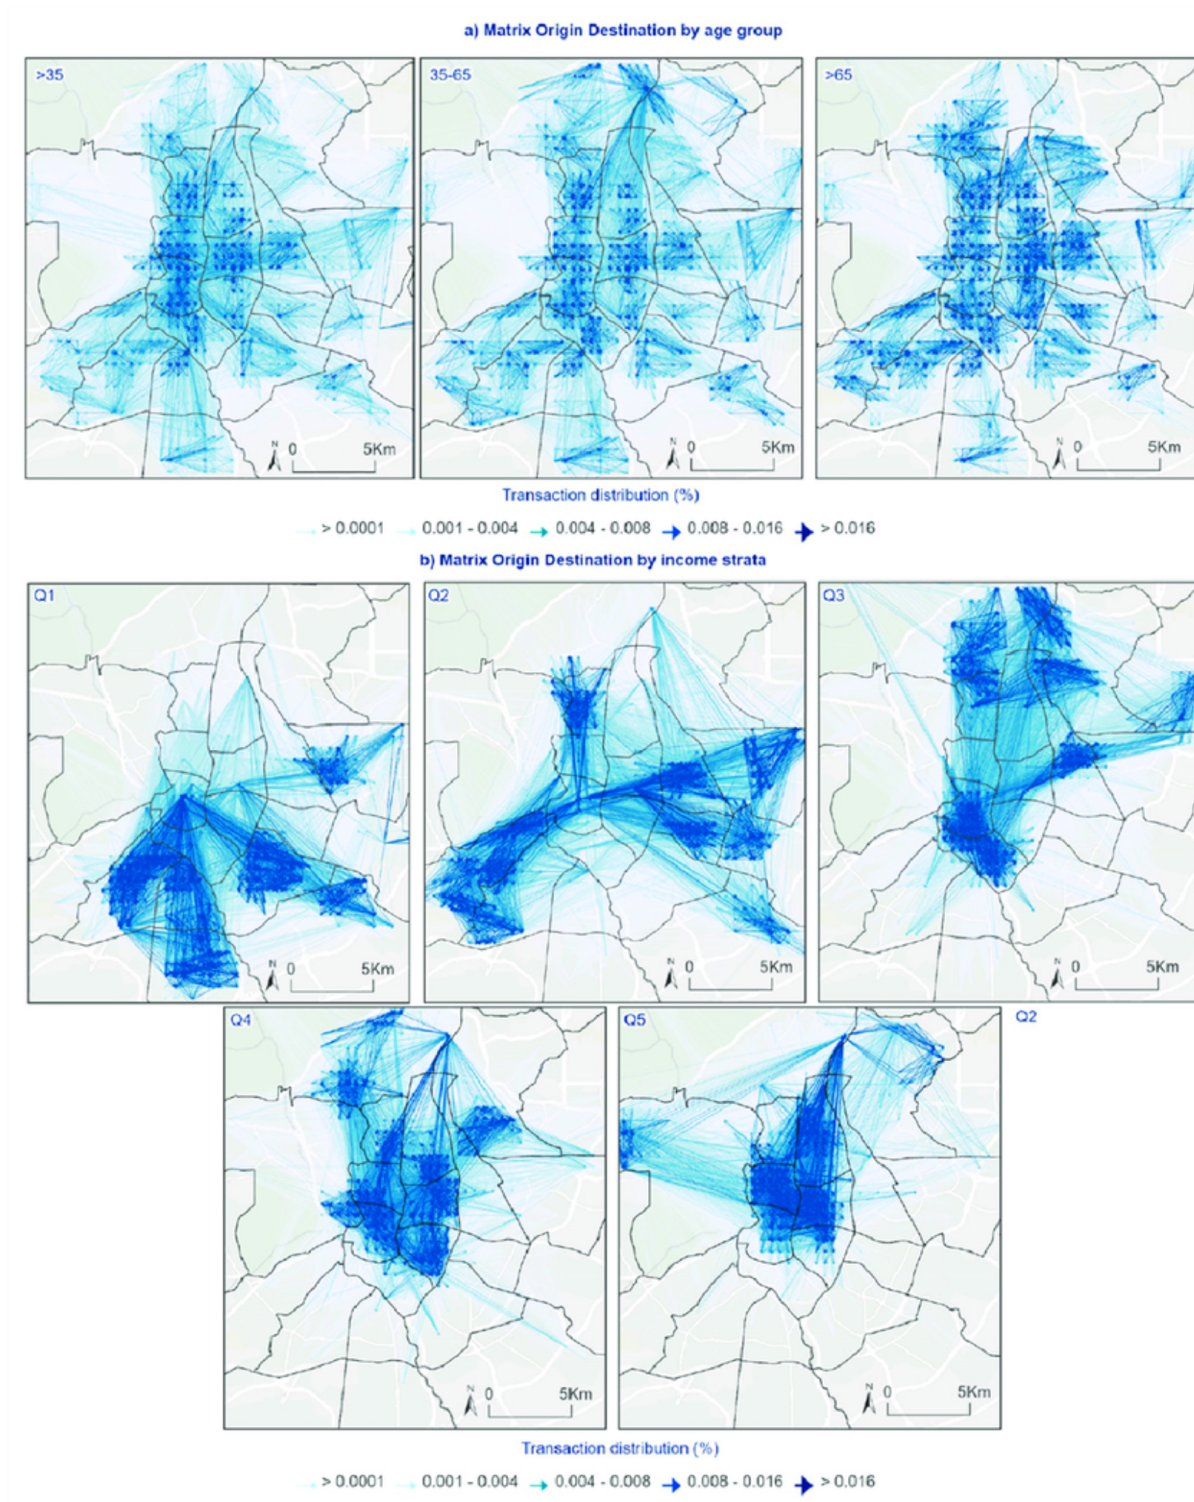 a) Matrix Origin Destination by age group
>35
35-65
>65
N 0 5Km
N 0 5Km
N 0 5Km
Transaction distribution (%)
> 0.0001 0.001 - 0.004 0.004 - 0.008 0.008 - 0.016 > 0.016
b) Matrix Origin Destination by income strata
Q1
Q2
Q3
N 0 5Km
N 0 5Km
N 0 5Km
Q4
Q5
Q2
N 0 5Km
N 0 5Km
Transaction distribution (%)
> 0.0001 0.001 - 0.004 0.004 - 0.008 0.008 - 0.016 > 0.016